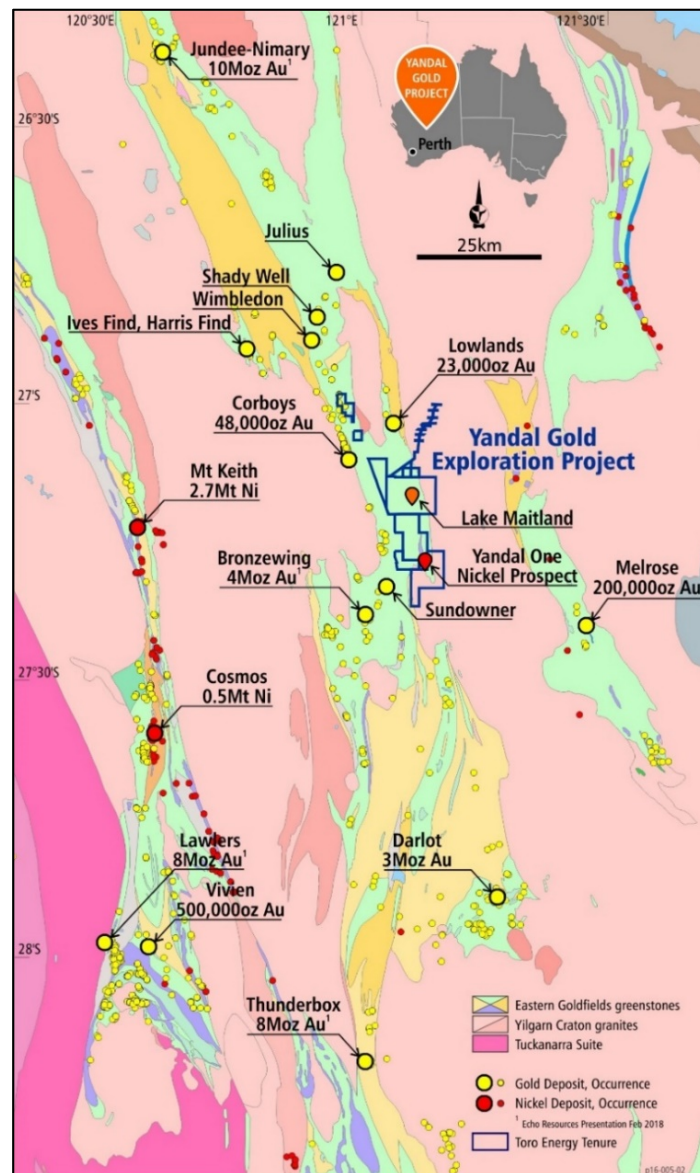 120°30'E
121°E
121°30'E
Jundee-Nimary
10Moz Au¹
YANDAL
GOLD
PROJECT
Perth
26°30'S
25km
Julius
Shady Well
Wimbledon
Ives Find, Harris Find
Lowlands
23,000oz Au
27°S
Corboys
48,000oz Au
Yandal Gold
Exploration Project
Mt Keith
2.7Mt Ni
Lake Maitland
Bronzewing
4Moz Au¹
Yandal One
Nickel Prospect
Sundowner
Melrose
200,000oz Au
27°30'S
Cosmos
0.5Mt Ni
Lawlers
8Moz Au¹
Vivien
500,000oz Au
Darlot
3Moz Au
28°S
Thunderbox
8Moz Au¹
Eastern Goldfields greenstones
Yilgarn Craton granites
Tuckanarra Suite
Gold Deposit, Occurrence
Nickel Deposit, Occurrence
¹ Echo Resources Presentation Feb 2018
Toro Energy Tenure